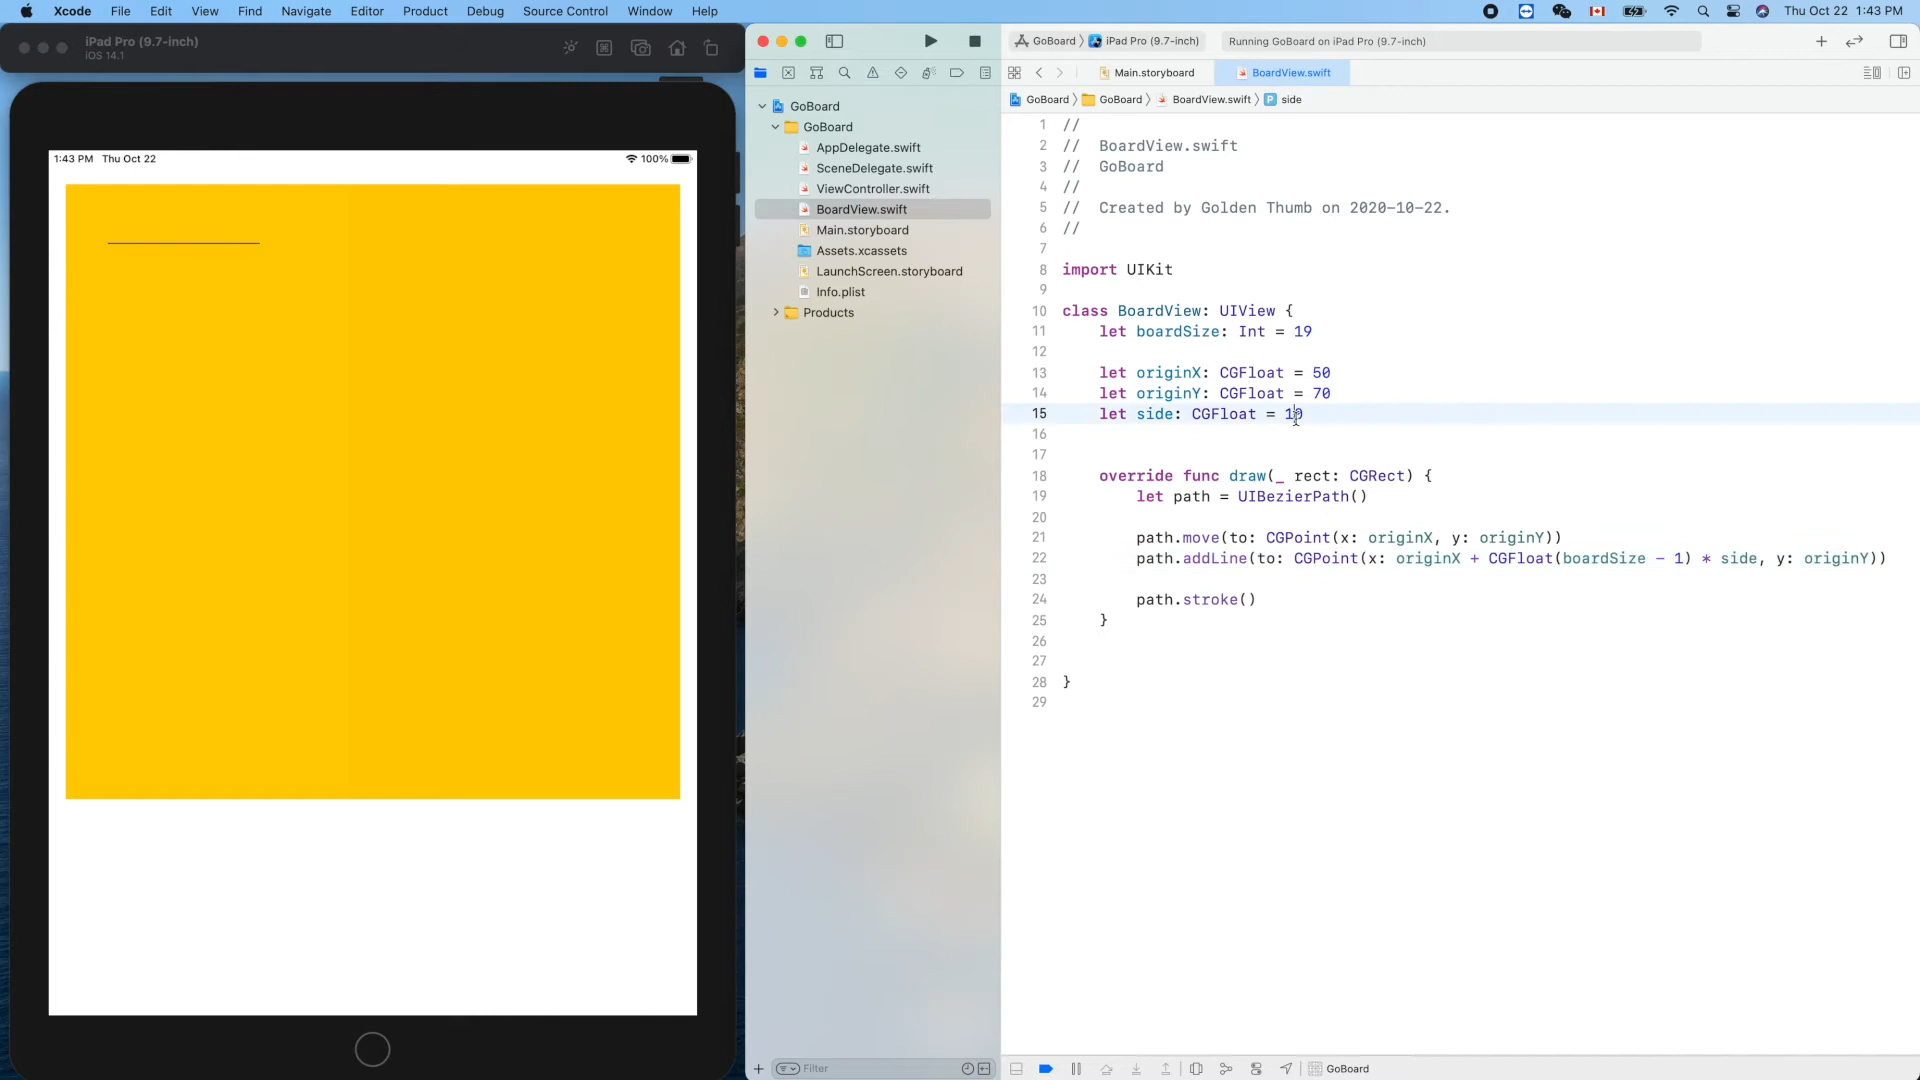 Xcode File Edit View Find Navigate Editor Product Debug Source Control Window Help Thu Oct 22 1:43 PM
iPad Pro (9.7-inch)
iOS 14.1
1:43 PM Thu Oct 22 100%
GoBoard
GoBoard
AppDelegate.swift
SceneDelegate.swift
ViewController.swift
BoardView.swift
Main.storyboard
Assets.xcassets
LaunchScreen.storyboard
Info.plist
Products
Filter
GoBoard iPad Pro (9.7-inch) Running GoBoard on iPad Pro (9.7-inch)
Main.storyboard BoardView.swift
GoBoard GoBoard BoardView.swift P side
1 //
2 // BoardView.swift
3 // GoBoard
4 //
5 // Created by Golden Thumb on 2020-10-22.
6 //
7
8 import UIKit
9
10 class BoardView: UIView {
11 let boardSize: Int = 19
12
13 let originX: CGFloat = 50
14 let originY: CGFloat = 70
15 let side: CGFloat = 10
16
17
18 override func draw(_ rect: CGRect) {
19 let path = UIBezierPath()
20
21 path.move(to: CGPoint(x: originX, y: originY))
22 path.addLine(to: CGPoint(x: originX + CGFloat(boardSize - 1) * side, y: originY))
23
24 path.stroke()
25 }
26
27
28 }
29
GoBoard